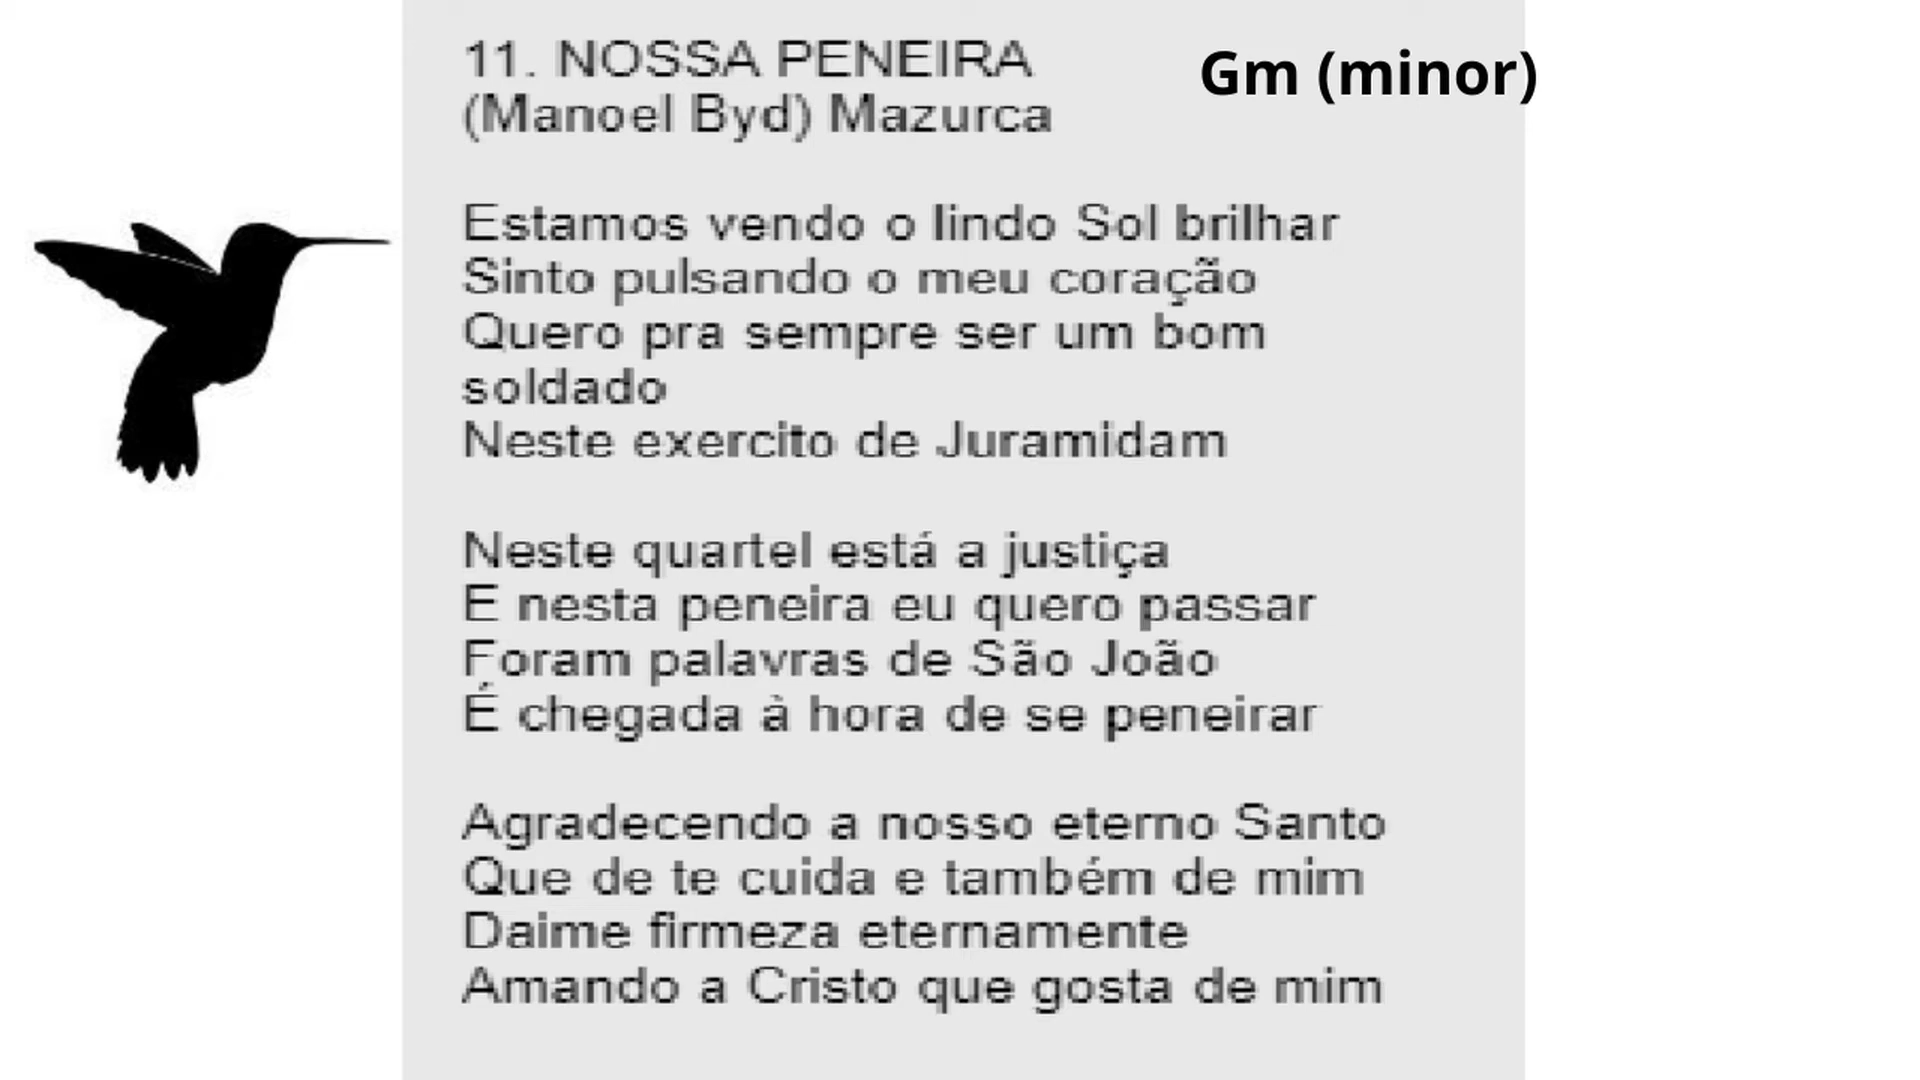 11. NOSSA PENEIRA
Gm (minor)
(Manoel Byd) Mazurca
Estamos vendo o lindo Sol brilhar
Sinto pulsando o meu coração
Quero pra sempre ser um bom
soldado
Neste exercito de Juramidam
Neste quartel está a justiça
E nesta peneira eu quero passar
Foram palavras de São João
É chegada à hora de se peneirar
Agradecendo a nosso eterno Santo
Que de te cuida e também de mim
Daime firmeza eternamente
Amando a Cristo que gosta de mim